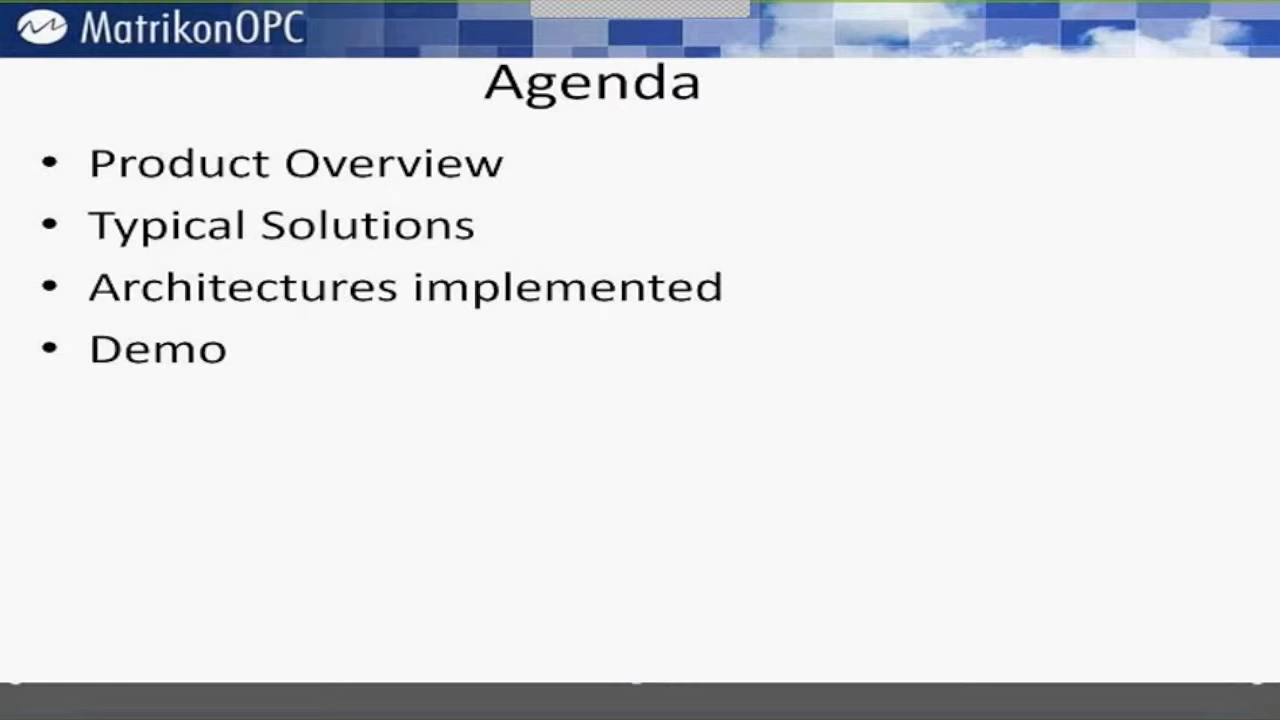 MatrikonOPC
Agenda
• Product Overview
• Typical Solutions
• Architectures implemented
• Demo